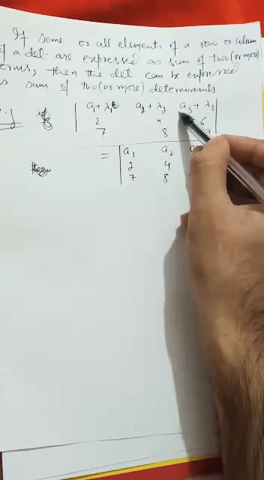 If some or all elements of a row or column
of a det. are expressed as sum of two (or more)
terms, then the det can be expressed
as sum of two (or more) determinants
e.g. if | a₁ + λ₁ a₂ + λ₂ a₃ + λ₃ |
2 6
7 8
= | a₁ a₂
then 2 4
7 8